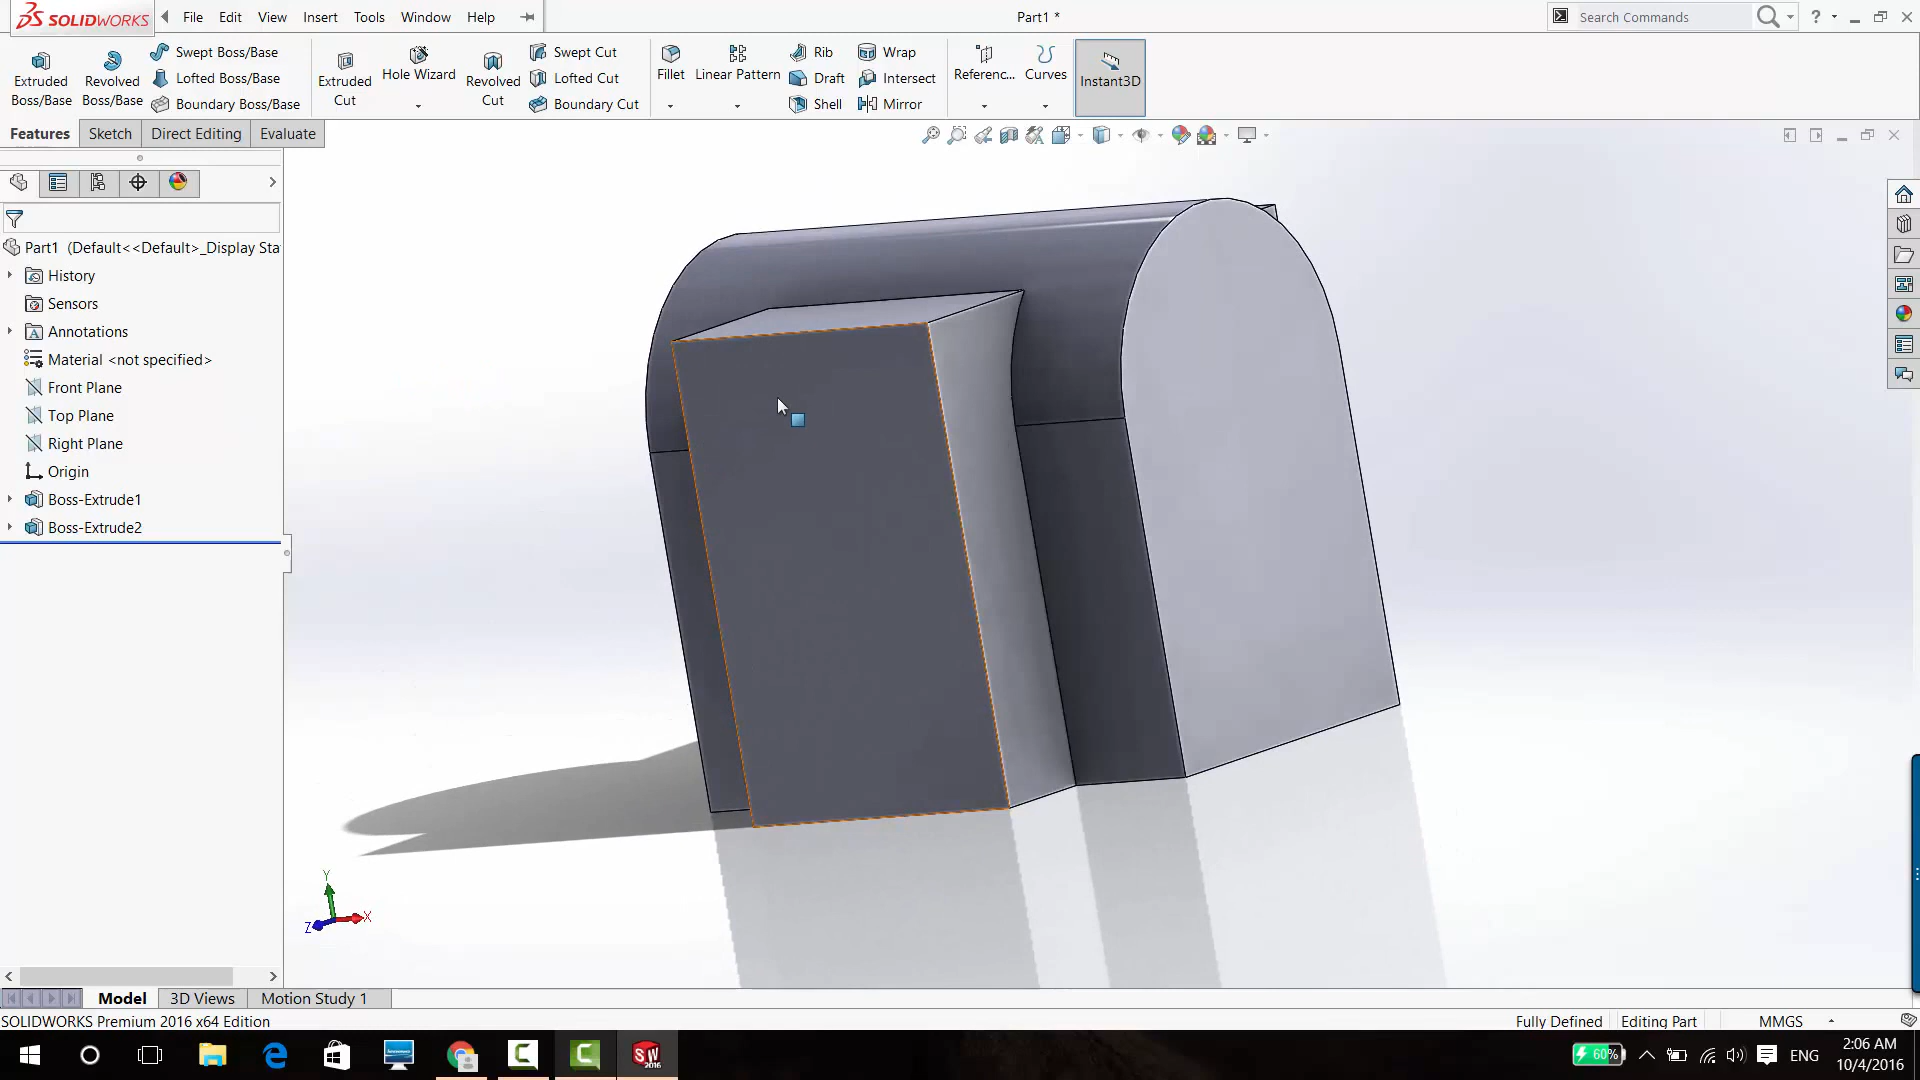 SOLIDWORKS File Edit View Insert Tools Window Help Part1 * Search Commands ?
Extruded Boss/Base
Revolved Boss/Base
Swept Boss/Base
Lofted Boss/Base
Boundary Boss/Base
Extruded Cut
Hole Wizard
Revolved Cut
Swept Cut
Lofted Cut
Boundary Cut
Fillet
Linear Pattern
Rib
Draft
Shell
Wrap
Intersect
Mirror
Referenc...
Curves
Instant3D
Features Sketch Direct Editing Evaluate
Part1 (Default<<Default>_Display Sta
History
Sensors
Annotations
Material <not specified>
Front Plane
Top Plane
Right Plane
Origin
Boss-Extrude1
Boss-Extrude2
Y
X
Z
Model 3D Views Motion Study 1
SOLIDWORKS Premium 2016 x64 Edition Fully Defined Editing Part MMGS
60% ENG 2:06 AM
10/4/2016